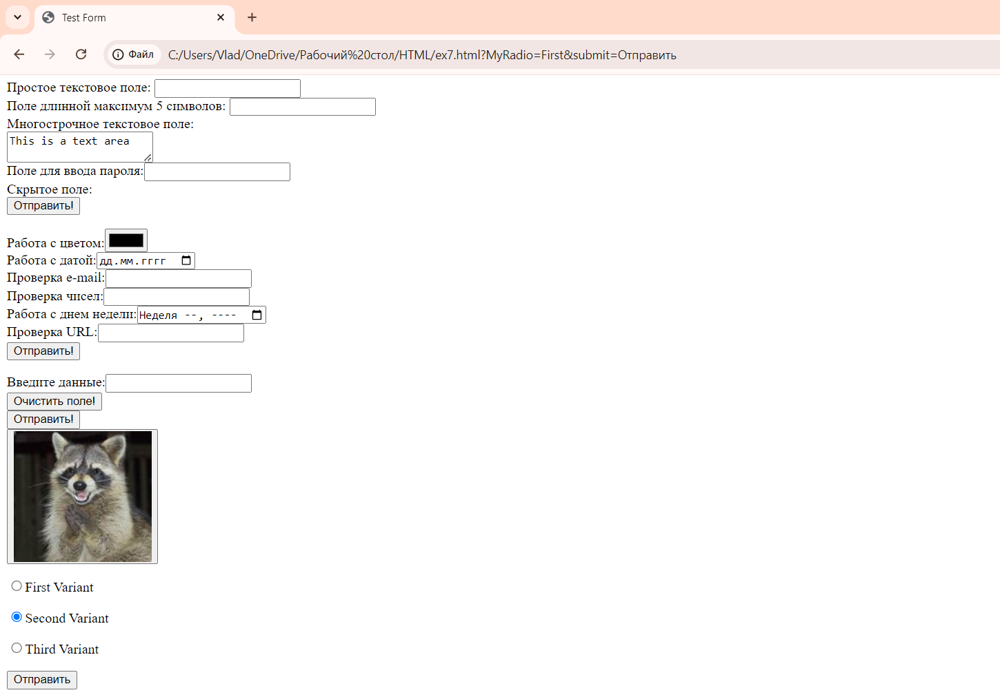 Test Form
Файл C:/Users/Vlad/OneDrive/Рабочий%20стол/HTML/ex7.html?MyRadio=First&submit=Отправить
Простое текстовое поле:
Поле длинной максимум 5 символов:
Многострочное текстовое поле:
This is a text area
Поле для ввода пароля:
Скрытое поле:
Отправить!
Работа с цветом:
Работа с датой: дд.мм.гггг
Проверка e-mail:
Проверка чисел:
Работа с днем недели: Неделя --, ----
Проверка URL:
Отправить!
Введите данные:
Очистить поле!
Отправить!
First Variant
Second Variant
Third Variant
Отправить